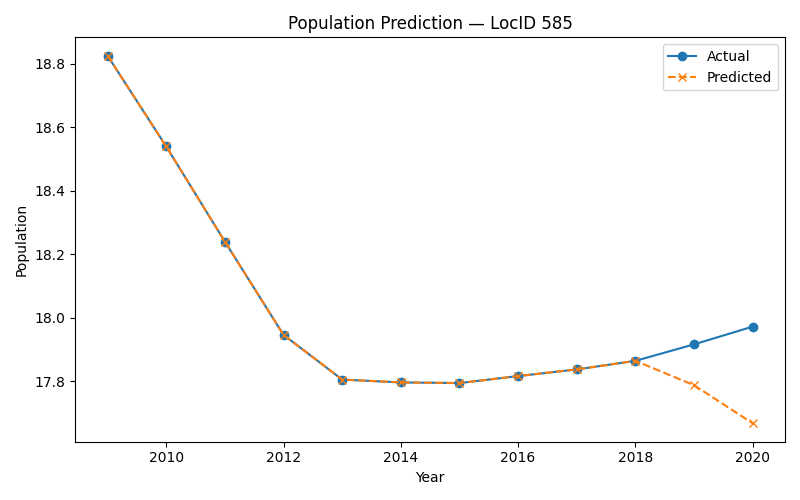 Population Prediction — LocID 585
Actual
Predicted
Population
18.8
18.6
18.4
18.2
18.0
17.8
2010
2012
2014
2016
2018
2020
Year